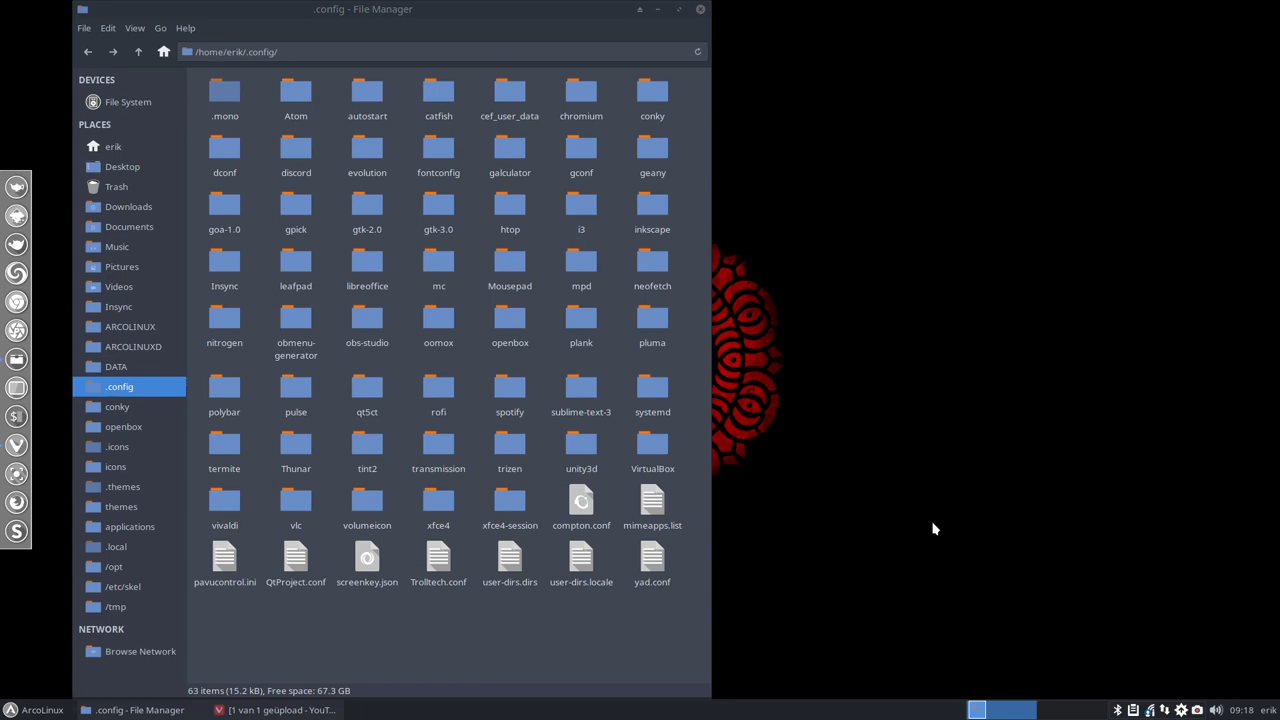 .config - File Manager
File Edit View Go Help
/home/erik/.config/
DEVICES
File System
PLACES
erik
Desktop
Trash
Downloads
Documents
Music
Pictures
Videos
Insync
ARCOLINUX
ARCOLINUXD
DATA
.config
conky
openbox
.icons
icons
.themes
themes
applications
.local
/opt
/etc/skel
/tmp
NETWORK
Browse Network
.mono Atom autostart catfish cef_user_data chromium conky
dconf discord evolution fontconfig galculator gconf geany
goa-1.0 gpick gtk-2.0 gtk-3.0 htop i3 inkscape
Insync leafpad libreoffice mc Mousepad mpd neofetch
nitrogen obmenu-generator obs-studio oomox openbox plank pluma
polybar pulse qt5ct rofi spotify sublime-text-3 systemd
termite Thunar tint2 transmission trizen unity3d VirtualBox
vivaldi vlc volumeicon xfce4 xfce4-session compton.conf mimeapps.list
pavucontrol.ini QtProject.conf screenkey.json Trolltech.conf user-dirs.dirs user-dirs.locale yad.conf
63 items (15.2 kB), Free space: 67.3 GB
ArcoLinux .config - File Manager [1 van 1 geüpload - YouT... 09:18 erik